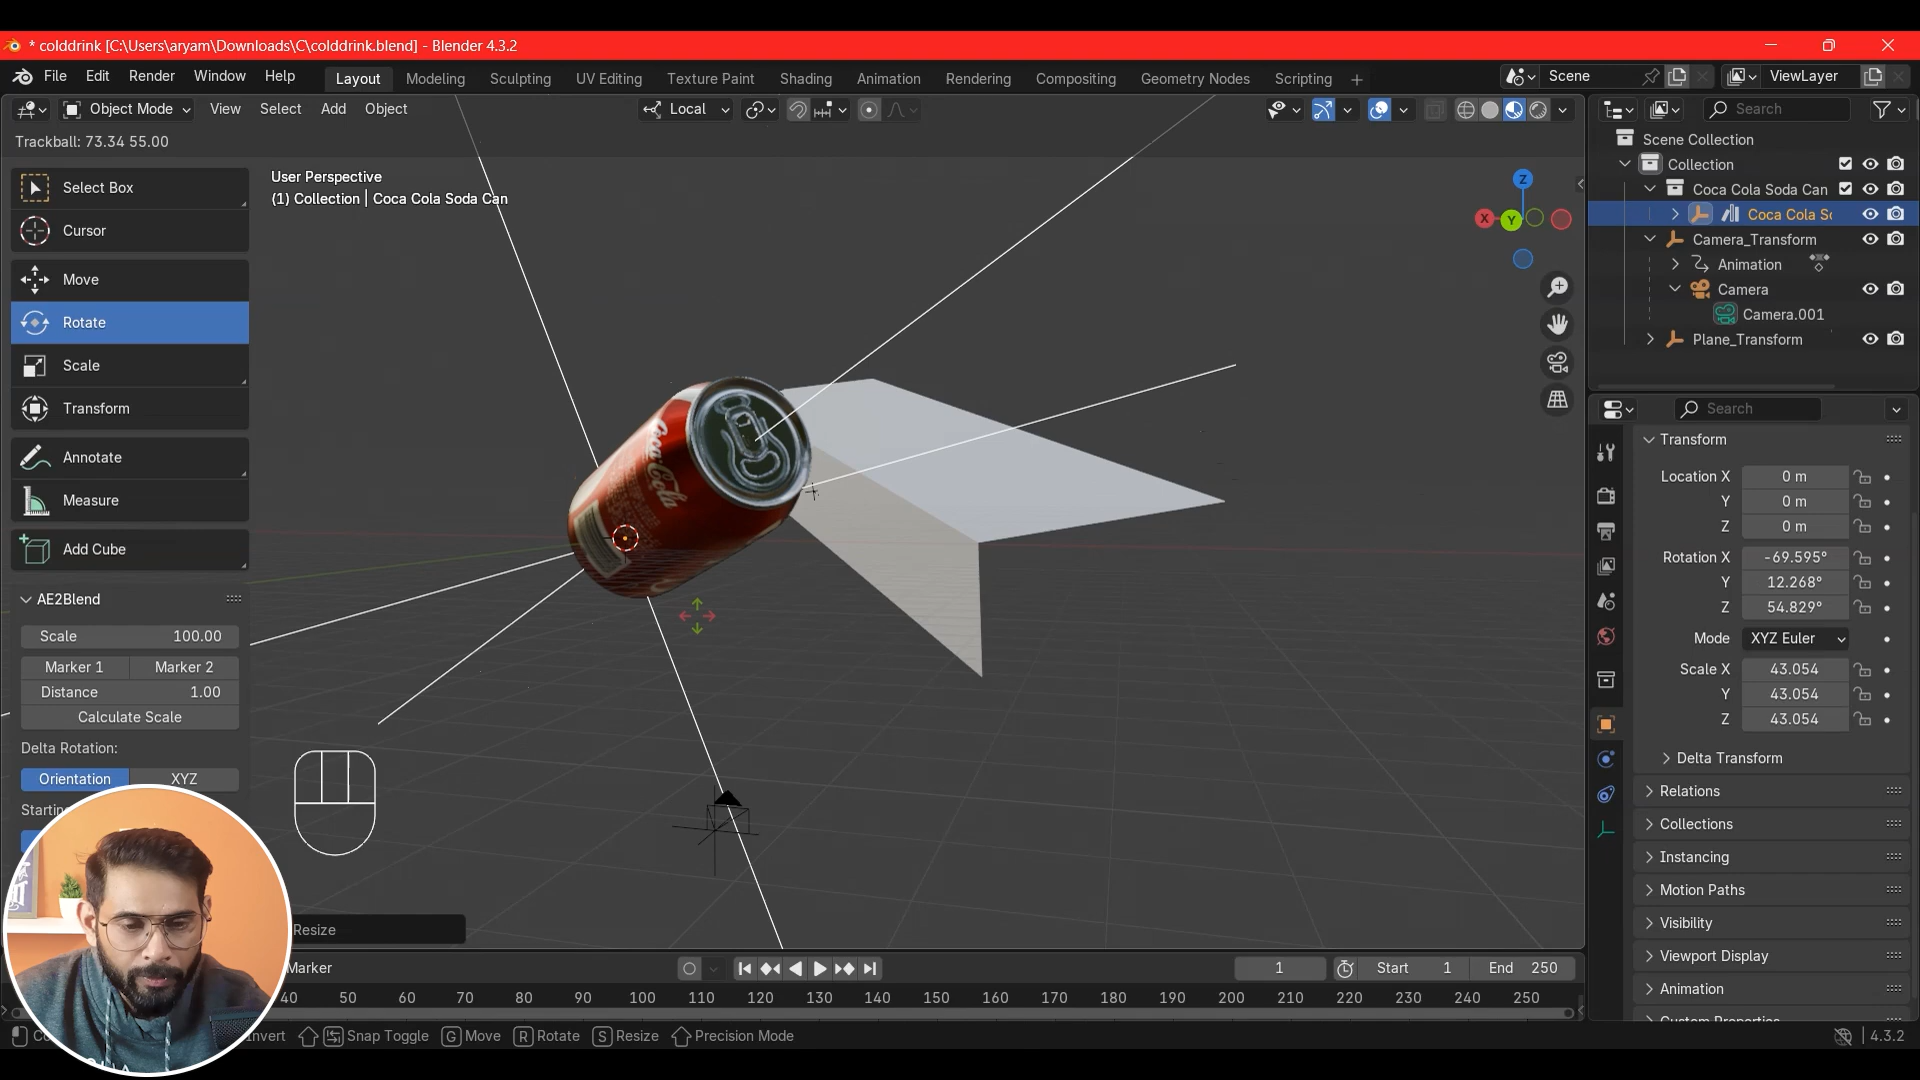 * colddrink [C:\Users\aryam\Downloads\C\colddrink.blend] - Blender 4.3.2
File Edit Render Window Help
Layout Modeling Sculpting UV Editing Texture Paint Shading Animation Rendering Compositing Geometry Nodes Scripting +
Scene ViewLayer
Object Mode View Select Add Object
Local
Search
Trackball: 73.34 55.00
Scene Collection
Collection
Coca Cola Soda Can
Coca Cola So
Camera_Transform
Animation
Camera
Camera.001
Plane_Transform
Select Box
Cursor
Move
Rotate
Scale
Transform
Annotate
Measure
Add Cube
AE2Blend
Scale 100.00
Marker 1 Marker 2
Distance 1.00
Calculate Scale
Delta Rotation:
Orientation XYZ
User Perspective
(1) Collection | Coca Cola Soda Can
Z
X
Y
Coca-Cola
Resize
Search
Transform
Location X 0 m
Y 0 m
Z 0 m
Rotation X -69.595°
Y 12.268°
Z 54.829°
Mode XYZ Euler
Scale X 43.054
Y 43.054
Z 43.054
Delta Transform
Relations
Collections
Instancing
Motion Paths
Visibility
Viewport Display
Animation
Custom Properties
Marker
1 Start 1 End 250
40 50 60 70 80 90 100 110 120 130 140 150 160 170 180 190 200 210 220 230 240 250
Snap Toggle G Move R Rotate S Resize Precision Mode
4.3.2